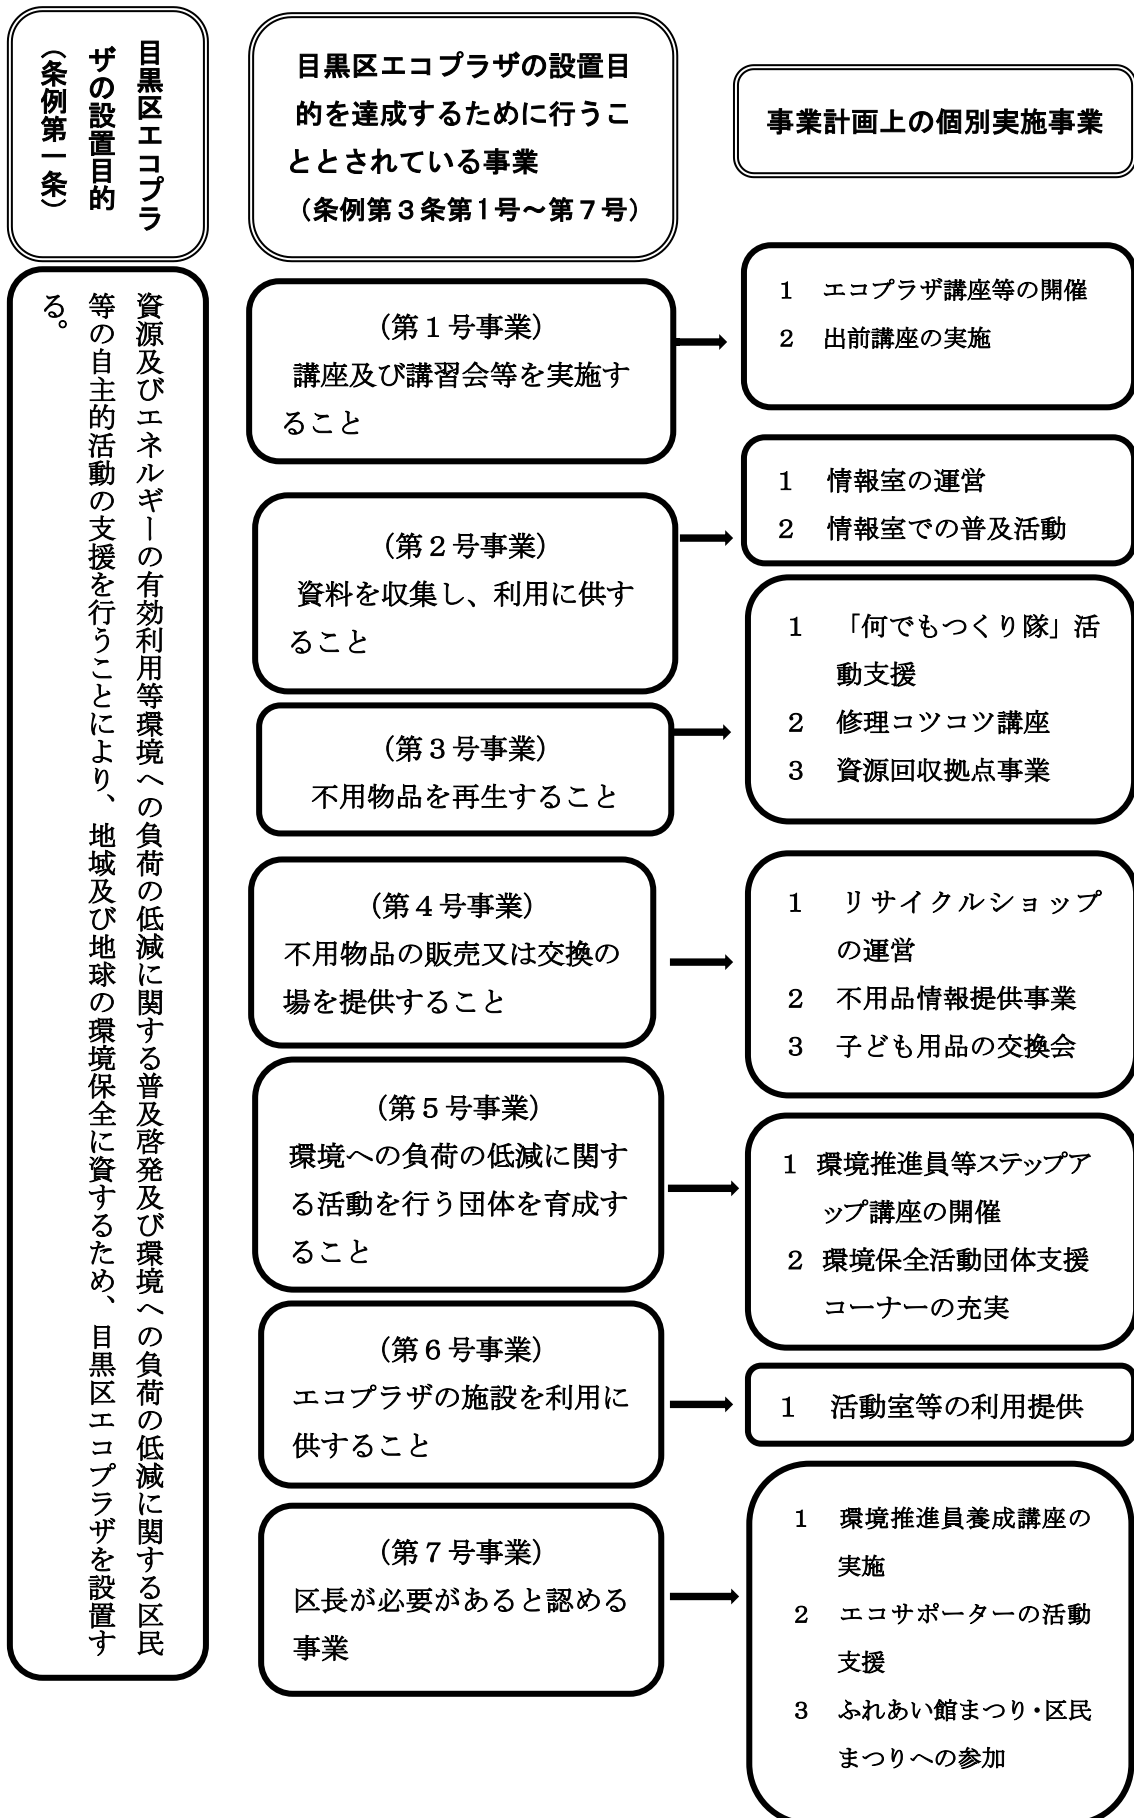 目黒区エコプラ
ザの設置目的
（条例第一条）
資源及びエネルギーの有効利用等環境への負荷の低減に関する普及啓発及び環境への負荷の低減に関する区民
等の自主的活動の支援を行うことにより、地域及び地球の環境保全に資するため、目黒区エコプラザを設置す
る。
目黒区エコプラザの設置目
的を達成するために行うこ
ととされている事業
（条例第３条第1号～第７号）
事業計画上の個別実施事業
（第１号事業）
講座及び講習会等を実施す
ること
1 エコプラザ講座等の開催
2 出前講座の実施
（第２号事業）
資料を収集し、利用に供す
ること
1 情報室の運営
2 情報室での普及活動
（第３号事業）
不用物品を再生すること
1 「何でもつくり隊」活
動支援
2 修理コツコツ講座
3 資源回収拠点事業
（第４号事業）
不用物品の販売又は交換の
場を提供すること
1 リサイクルショップ
の運営
2 不用品情報提供事業
3 子ども用品の交換会
（第５号事業）
環境への負荷の低減に関す
る活動を行う団体を育成す
ること
1 環境推進員等ステップア
ップ講座の開催
2 環境保全活動団体支援
コーナーの充実
（第６号事業）
エコプラザの施設を利用に
供すること
1 活動室等の利用提供
（第７号事業）
区長が必要があると認める
事業
1 環境推進員養成講座の
実施
2 エコサポーターの活動
支援
3 ふれあい館まつり・区民
まつりへの参加